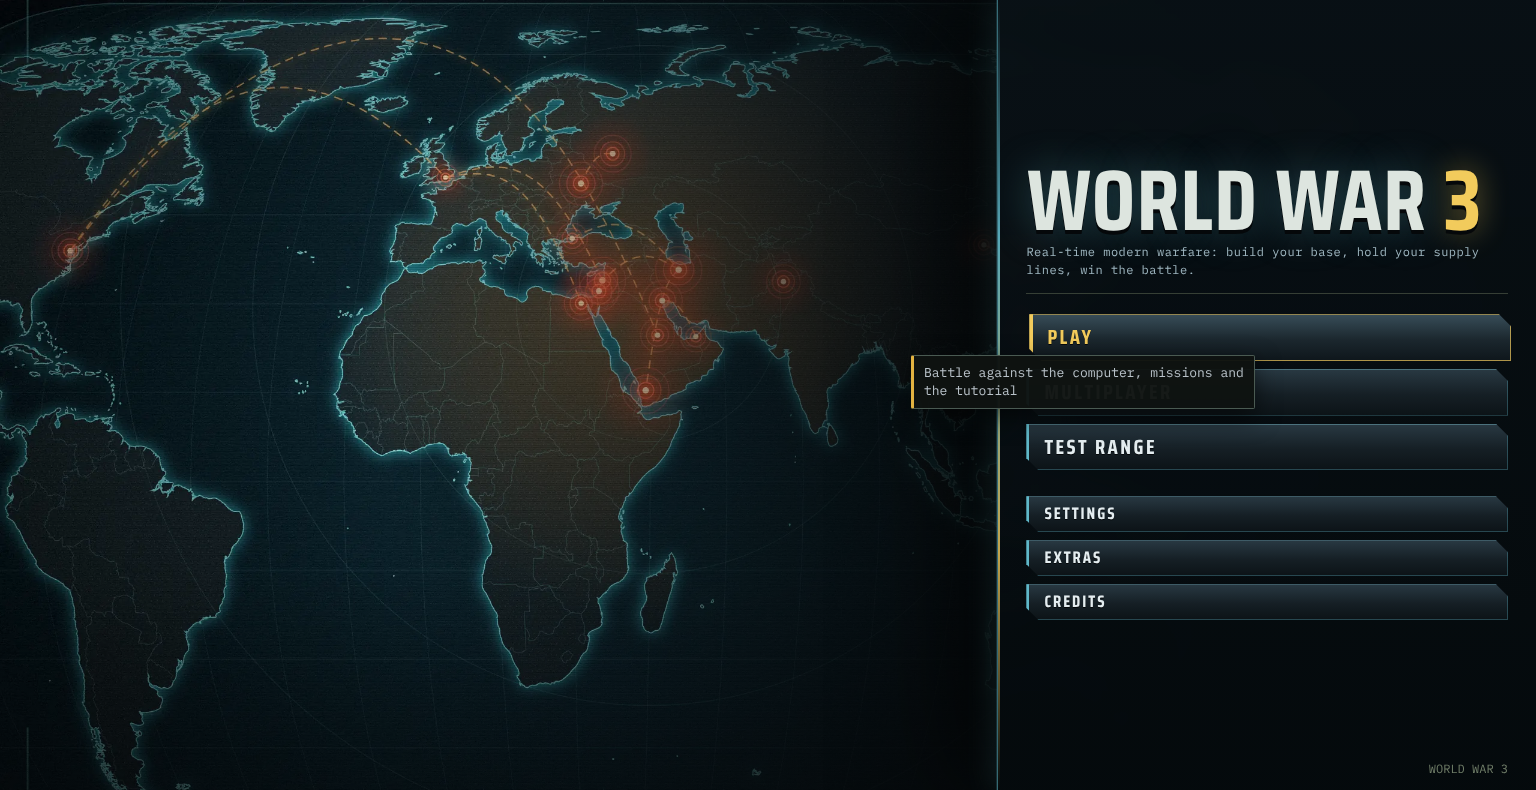 WORLD WAR 3
Real-time modern warfare: build your base, hold your supply
lines, win the battle.
PLAY
Battle against the computer, missions and
the tutorial
MULTIPLAYER
TEST RANGE
SETTINGS
EXTRAS
CREDITS
WORLD WAR 3